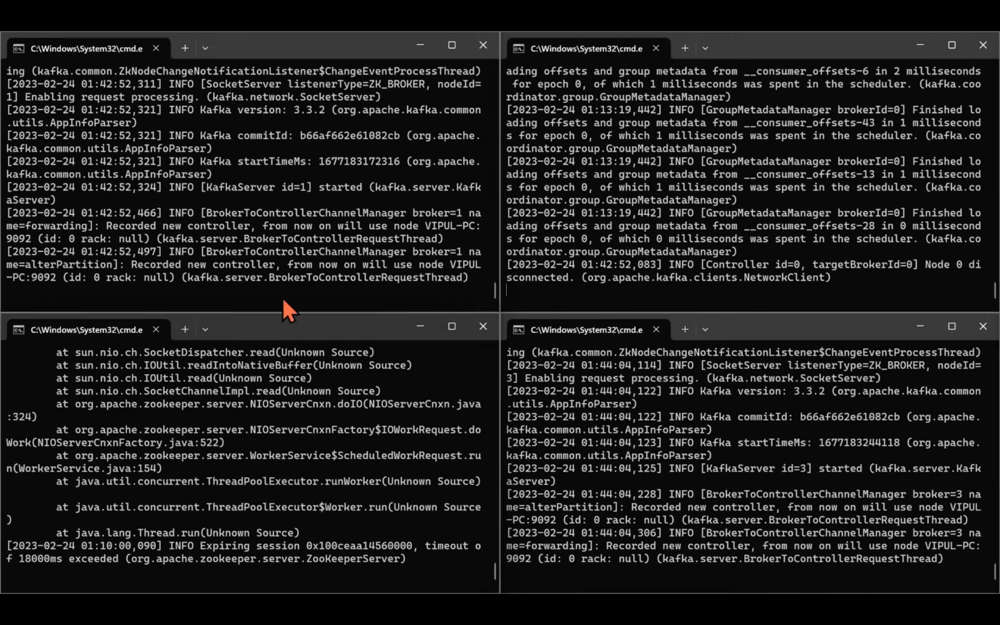 C:\Windows\System32\cmd.e
ing (kafka.common.ZkNodeChangeNotificationListener$ChangeEventProcessThread)
[2023-02-24 01:42:52,311] INFO [SocketServer listenerType=ZK_BROKER, nodeId=
1] Enabling request processing. (kafka.network.SocketServer)
[2023-02-24 01:42:52,321] INFO Kafka version: 3.3.2 (org.apache.kafka.common
.utils.AppInfoParser)
[2023-02-24 01:42:52,321] INFO Kafka commitId: b66af662e61082cb (org.apache.
kafka.common.utils.AppInfoParser)
[2023-02-24 01:42:52,321] INFO Kafka startTimeMs: 1677183172316 (org.apache.
kafka.common.utils.AppInfoParser)
[2023-02-24 01:42:52,324] INFO [KafkaServer id=1] started (kafka.server.Kafk
aServer)
[2023-02-24 01:42:52,466] INFO [BrokerToControllerChannelManager broker=1 na
me=forwarding]: Recorded new controller, from now on will use node VIPUL-PC:
9092 (id: 0 rack: null) (kafka.server.BrokerToControllerRequestThread)
[2023-02-24 01:42:52,497] INFO [BrokerToControllerChannelManager broker=1 na
me=alterPartition]: Recorded new controller, from now on will use node VIPUL
-PC:9092 (id: 0 rack: null) (kafka.server.BrokerToControllerRequestThread)
C:\Windows\System32\cmd.e
ading offsets and group metadata from __consumer_offsets-6 in 2 milliseconds
for epoch 0, of which 1 milliseconds was spent in the scheduler. (kafka.coo
rdinator.group.GroupMetadataManager)
[2023-02-24 01:13:19,442] INFO [GroupMetadataManager brokerId=0] Finished lo
ading offsets and group metadata from __consumer_offsets-43 in 1 millisecond
s for epoch 0, of which 1 milliseconds was spent in the scheduler. (kafka.co
ordinator.group.GroupMetadataManager)
[2023-02-24 01:13:19,442] INFO [GroupMetadataManager brokerId=0] Finished lo
ading offsets and group metadata from __consumer_offsets-13 in 1 millisecond
s for epoch 0, of which 1 milliseconds was spent in the scheduler. (kafka.co
ordinator.group.GroupMetadataManager)
[2023-02-24 01:13:19,442] INFO [GroupMetadataManager brokerId=0] Finished lo
ading offsets and group metadata from __consumer_offsets-28 in 0 millisecond
s for epoch 0, of which 0 milliseconds was spent in the scheduler. (kafka.co
ordinator.group.GroupMetadataManager)
[2023-02-24 01:42:52,083] INFO [Controller id=0, targetBrokerId=0] Node 0 di
sconnected. (org.apache.kafka.clients.NetworkClient)
C:\Windows\System32\cmd.e
at sun.nio.ch.SocketDispatcher.read(Unknown Source)
at sun.nio.ch.IOUtil.readIntoNativeBuffer(Unknown Source)
at sun.nio.ch.IOUtil.read(Unknown Source)
at sun.nio.ch.SocketChannelImpl.read(Unknown Source)
at org.apache.zookeeper.server.NIOServerCnxn.doIO(NIOServerCnxn.java
:324)
at org.apache.zookeeper.server.NIOServerCnxnFactory$IOWorkRequest.do
Work(NIOServerCnxnFactory.java:522)
at org.apache.zookeeper.server.WorkerService$ScheduledWorkRequest.ru
n(WorkerService.java:154)
at java.util.concurrent.ThreadPoolExecutor.runWorker(Unknown Source)
at java.util.concurrent.ThreadPoolExecutor$Worker.run(Unknown Source
)
at java.lang.Thread.run(Unknown Source)
[2023-02-24 01:10:00,090] INFO Expiring session 0x100ceaa14560000, timeout o
f 18000ms exceeded (org.apache.zookeeper.server.ZooKeeperServer)
C:\Windows\System32\cmd.e
ing (kafka.common.ZkNodeChangeNotificationListener$ChangeEventProcessThread)
[2023-02-24 01:44:04,114] INFO [SocketServer listenerType=ZK_BROKER, nodeId=
3] Enabling request processing. (kafka.network.SocketServer)
[2023-02-24 01:44:04,122] INFO Kafka version: 3.3.2 (org.apache.kafka.common
.utils.AppInfoParser)
[2023-02-24 01:44:04,122] INFO Kafka commitId: b66af662e61082cb (org.apache.
kafka.common.utils.AppInfoParser)
[2023-02-24 01:44:04,123] INFO Kafka startTimeMs: 1677183244118 (org.apache.
kafka.common.utils.AppInfoParser)
[2023-02-24 01:44:04,125] INFO [KafkaServer id=3] started (kafka.server.Kafk
aServer)
[2023-02-24 01:44:04,228] INFO [BrokerToControllerChannelManager broker=3 na
me=alterPartition]: Recorded new controller, from now on will use node VIPUL
-PC:9092 (id: 0 rack: null) (kafka.server.BrokerToControllerRequestThread)
[2023-02-24 01:44:04,306] INFO [BrokerToControllerChannelManager broker=3 na
me=forwarding]: Recorded new controller, from now on will use node VIPUL-PC:
9092 (id: 0 rack: null) (kafka.server.BrokerToControllerRequestThread)